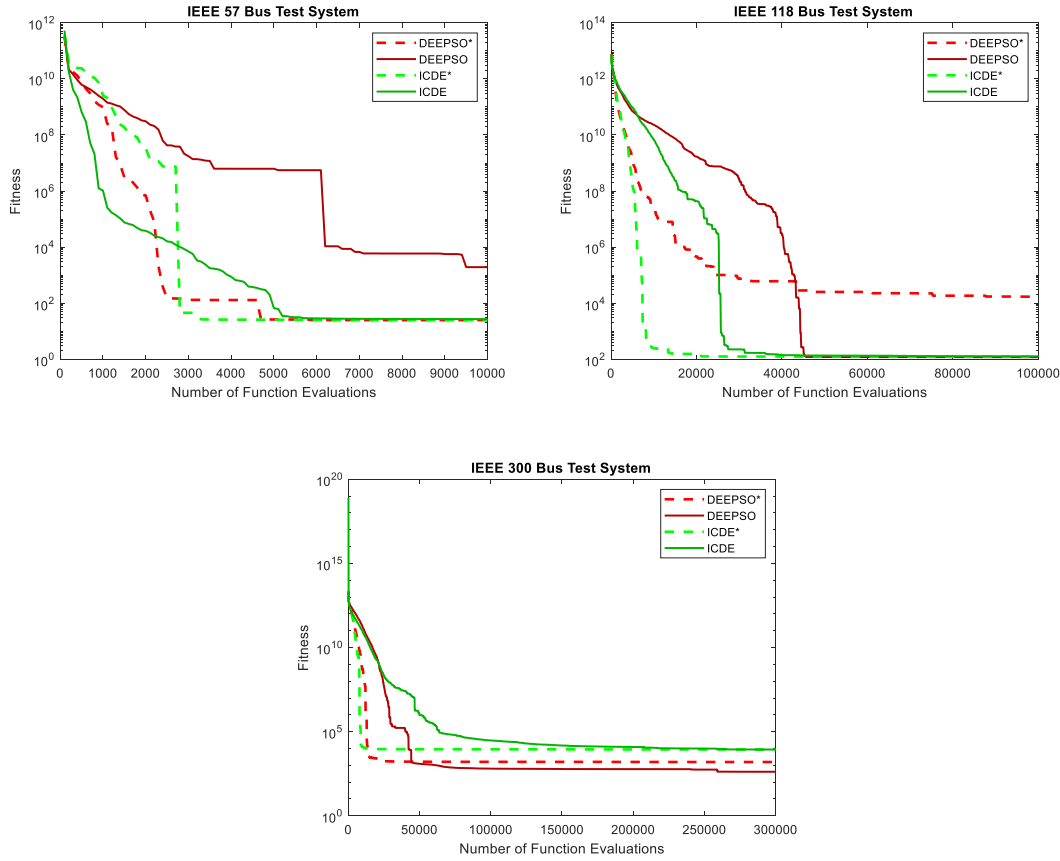 IEEE 57 Bus Test System
10^12
10^10
10^8
10^6
10^4
10^2
10^0
Fitness
DEEPSO*
DEEPSO
ICDE*
ICDE
0 1000 2000 3000 4000 5000 6000 7000 8000 9000 10000
Number of Function Evaluations
IEEE 118 Bus Test System
10^14
10^12
10^10
10^8
10^6
10^4
10^2
Fitness
DEEPSO*
DEEPSO
ICDE*
ICDE
0 20000 40000 60000 80000 100000
Number of Function Evaluations
IEEE 300 Bus Test System
10^20
10^15
10^10
10^5
10^0
Fitness
DEEPSO*
DEEPSO
ICDE*
ICDE
0 50000 100000 150000 200000 250000 300000
Number of Function Evaluations